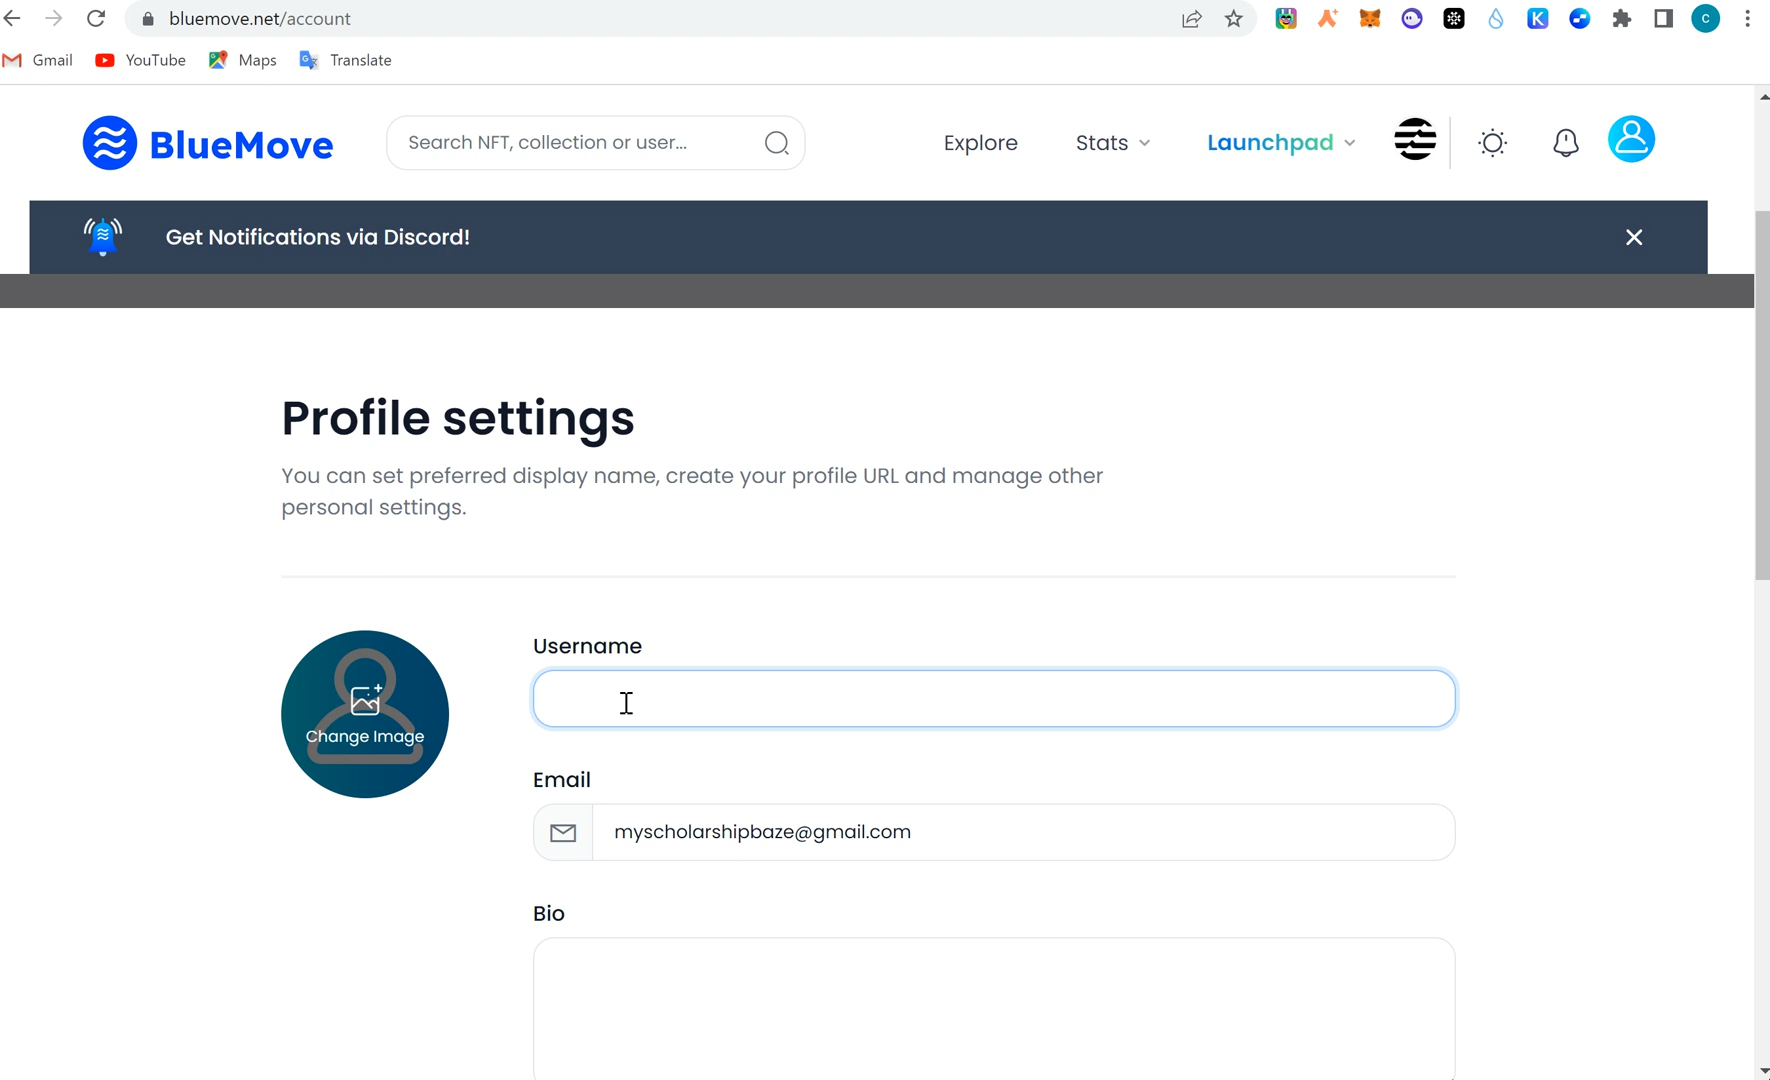 bluemove.net/account
C
Gmail YouTube Maps Translate
BlueMove Search NFT, collection or user... Explore Stats Launchpad
Get Notifications via Discord!
Profile settings
You can set preferred display name, create your profile URL and manage other
personal settings.
Username
Change Image
Email
myscholarshipbaze@gmail.com
Bio